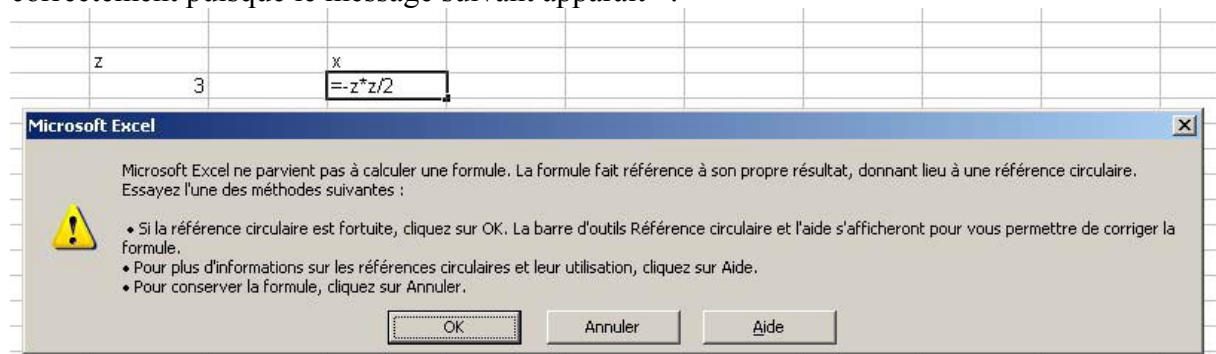 correctement puisque le message suivant apparaît :
z x
3 =-z*z/2
Microsoft Excel
Microsoft Excel ne parvient pas à calculer une formule. La formule fait référence à son propre résultat, donnant lieu à une référence circulaire.
Essayez l'une des méthodes suivantes :
• Si la référence circulaire est fortuite, cliquez sur OK. La barre d'outils Référence circulaire et l'aide s'afficheront pour vous permettre de corriger la
formule.
• Pour plus d'informations sur les références circulaires et leur utilisation, cliquez sur Aide.
• Pour conserver la formule, cliquez sur Annuler.
OK Annuler Aide